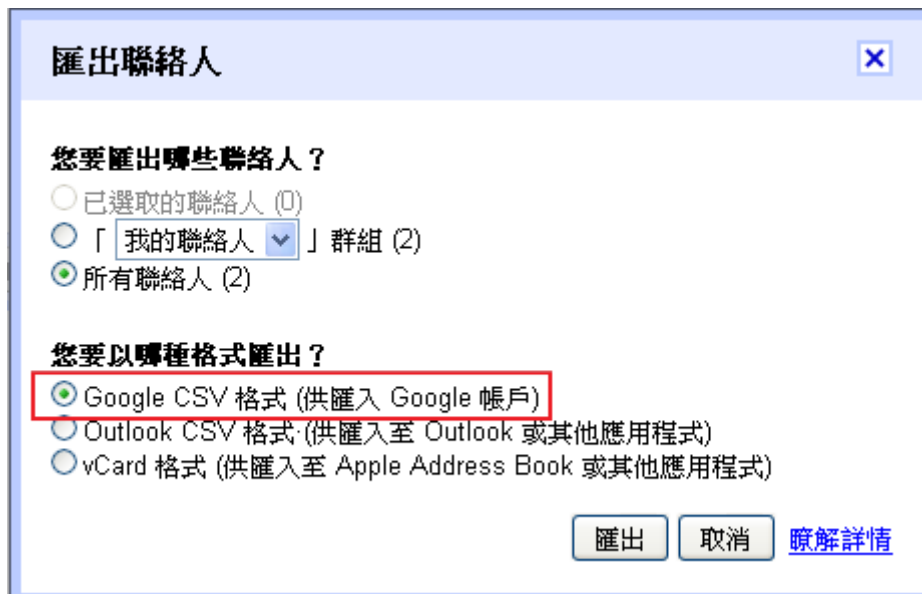 匯出聯絡人
您要匯出哪些聯絡人？
已選取的聯絡人 (0)
「 我的聯絡人 」群組 (2)
所有聯絡人 (2)
您要以哪種格式匯出？
Google CSV 格式 (供匯入 Google 帳戶)
Outlook CSV 格式 (供匯入至 Outlook 或其他應用程式)
vCard 格式 (供匯入至 Apple Address Book 或其他應用程式)
匯出 取消 瞭解詳情